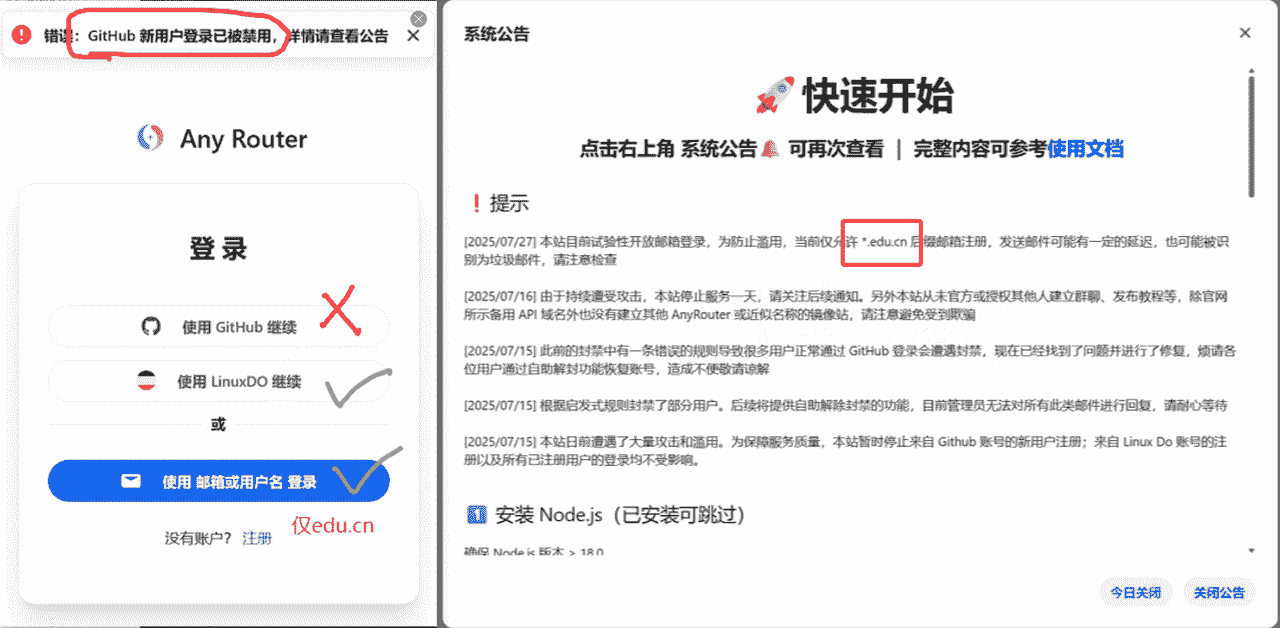 错误：GitHub 新用户登录已被禁用，详情请查看公告
Any Router
登 录
使用 GitHub 继续
使用 LinuxDO 继续
或
使用 邮箱或用户名 登录
没有账户？ 注册
仅edu.cn
系统公告
快速开始
点击右上角 系统公告 可再次查看 | 完整内容可参考使用文档
提示
[2025/07/27] 本站目前试验性开放邮箱登录，为防止滥用，当前仅允许 *.edu.cn 后缀邮箱注册，发送邮件可能有一定的延迟，也可能被识
别为垃圾邮件，请注意检查
[2025/07/16] 由于持续遭受攻击，本站停止服务一天，请关注后续通知。另外本站从未官方或授权其他人建立群聊、发布教程等，除官网
所示备用 API 域名外也没有建立其他 AnyRouter 或近似名称的镜像站，请注意避免受到欺骗
[2025/07/15] 此前的封禁中有一条错误的规则导致很多用户正常通过 GitHub 登录会遭遇封禁，现在已经找到了问题并进行了修复，烦请各
位用户通过自助解封功能恢复账号，造成不便敬请谅解
[2025/07/15] 根据启发式规则封禁了部分用户。后续将提供自助解除封禁的功能，目前管理员无法对所有此类邮件进行回复，请耐心等待
[2025/07/15] 本站日前遭遇了大量攻击和滥用。为保障服务质量，本站暂时停止来自 Github 账号的新用户注册；来自 Linux Do 账号的注
册以及所有已注册用户的登录均不受影响。
1 安装 Node.js（已安装可跳过）
确保 Node.js 版本 > 18.0
今日关闭
关闭公告